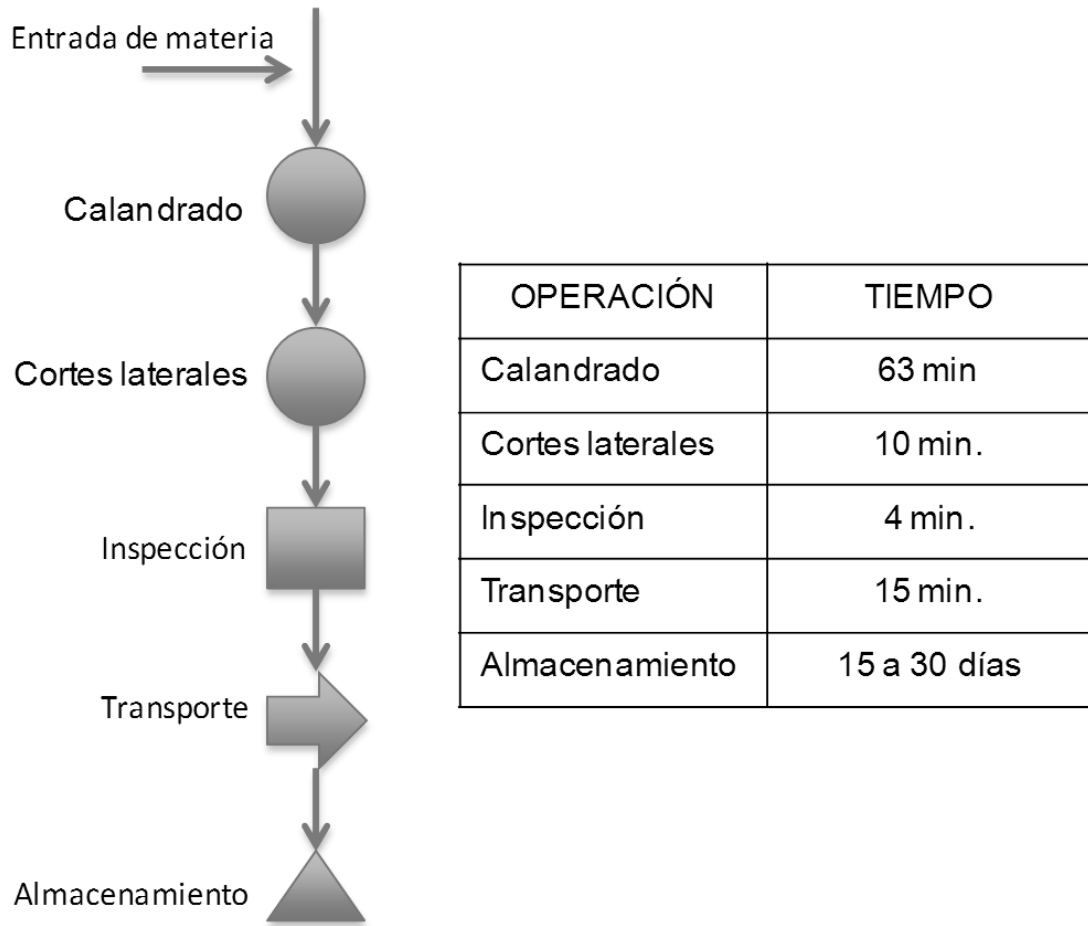 Entrada de materia
Calandrado
Cortes laterales
Inspección
Transporte
Almacenamiento
OPERACIÓN TIEMPO
Calandrado 63 min
Cortes laterales 10 min.
Inspección 4 min.
Transporte 15 min.
Almacenamiento 15 a 30 días